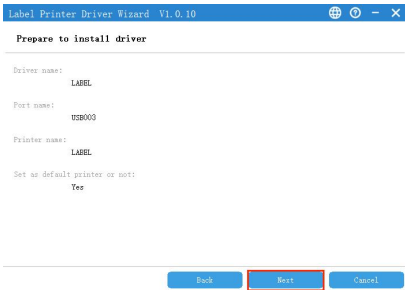 Label Printer Driver Wizard V1.0.10
Prepare to install driver
Driver name:
LABEL
Port name:
USB003
Printer name:
LABEL
Set as default printer or not:
Yes
Back Next Cancel